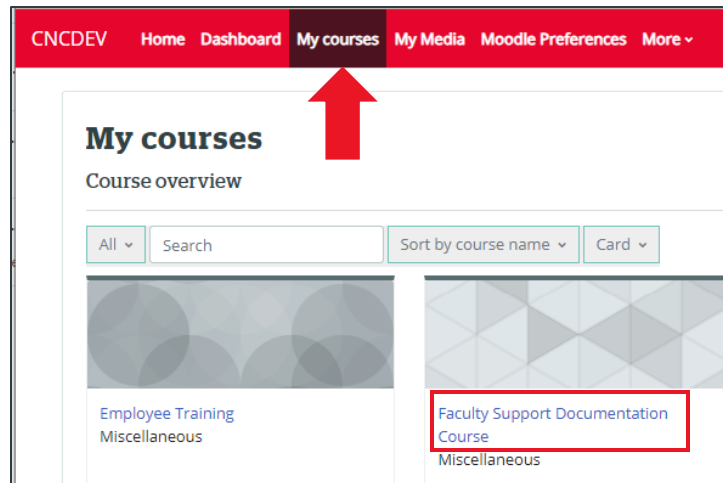 CNCDEV Home Dashboard My courses My Media Moodle Preferences More
My courses
Course overview
All Search Sort by course name Card
Employee Training
Miscellaneous
Faculty Support Documentation
Course
Miscellaneous